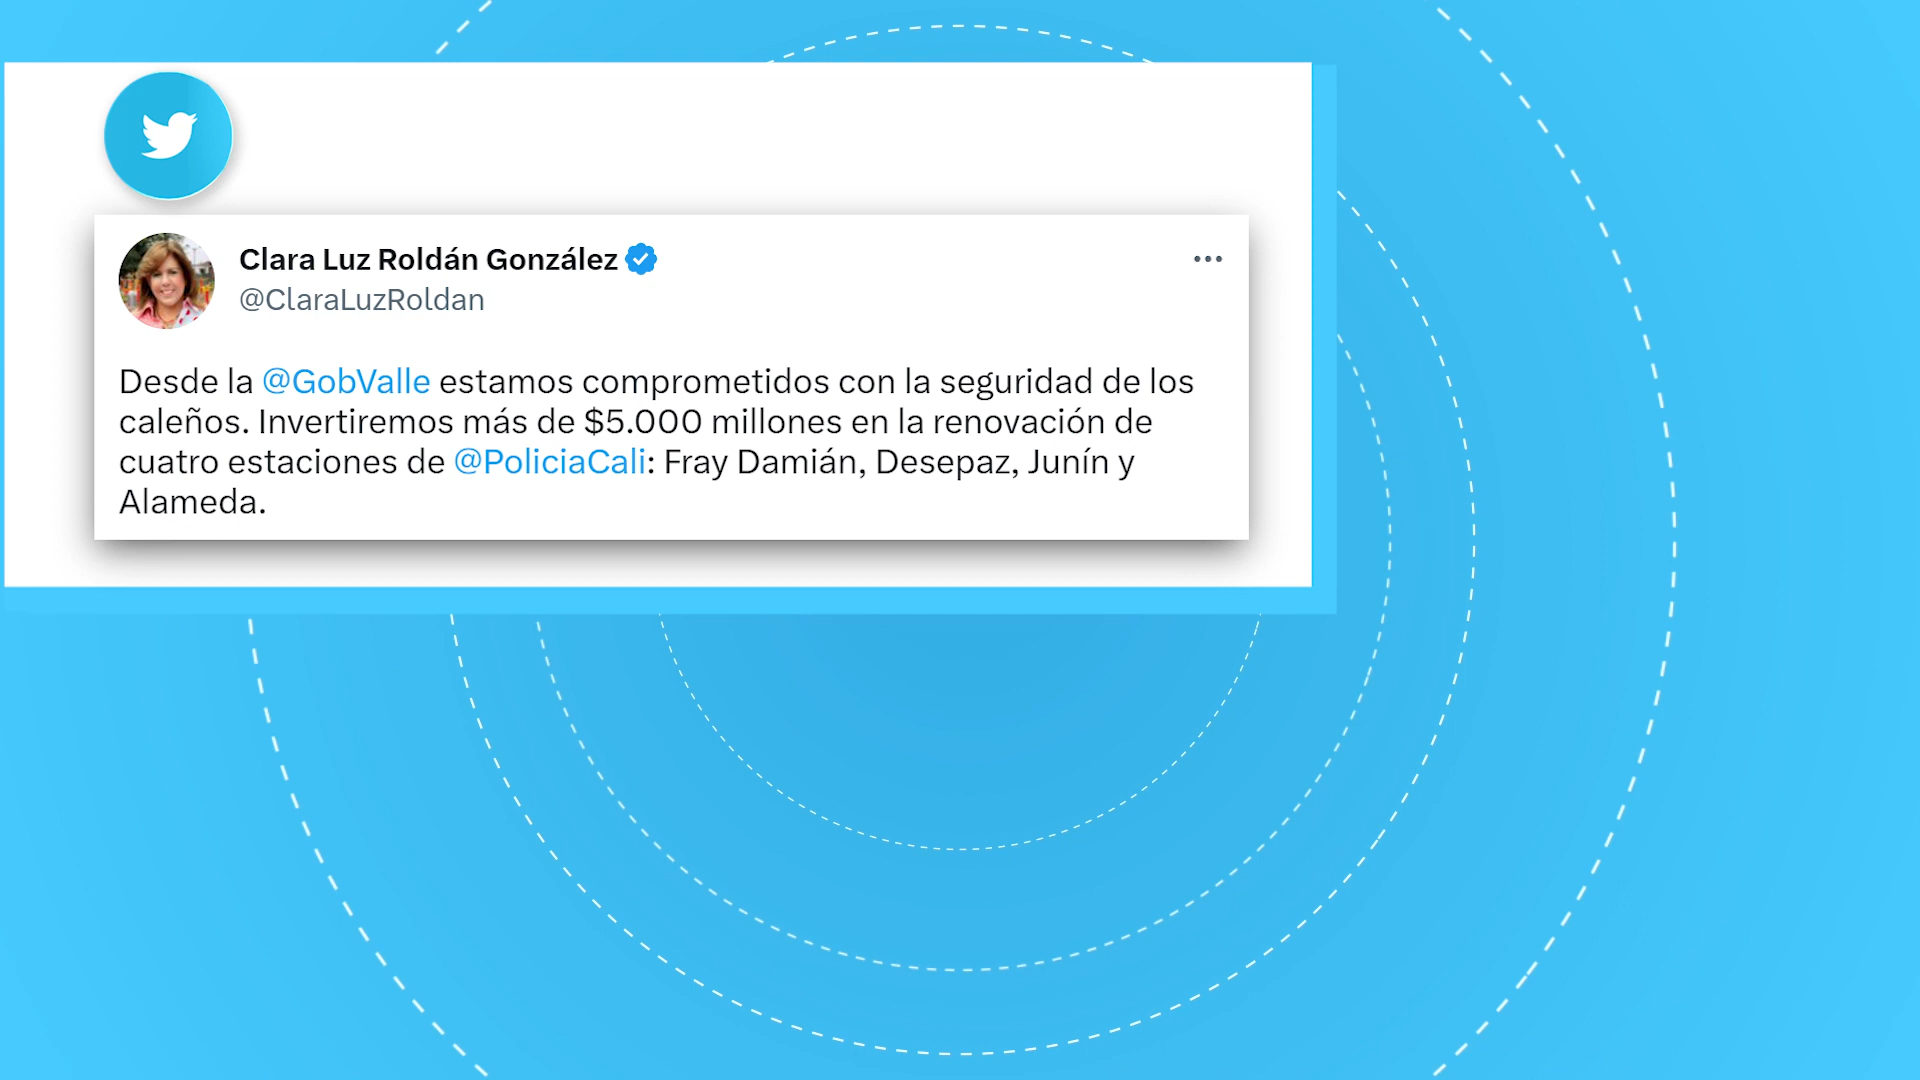 Clara Luz Roldán González
@ClaraLuzRoldan
Desde la @GobValle estamos comprometidos con la seguridad de los
caleños. Invertiremos más de $5.000 millones en la renovación de
cuatro estaciones de @PoliciaCali: Fray Damián, Desepaz, Junín y
Alameda.